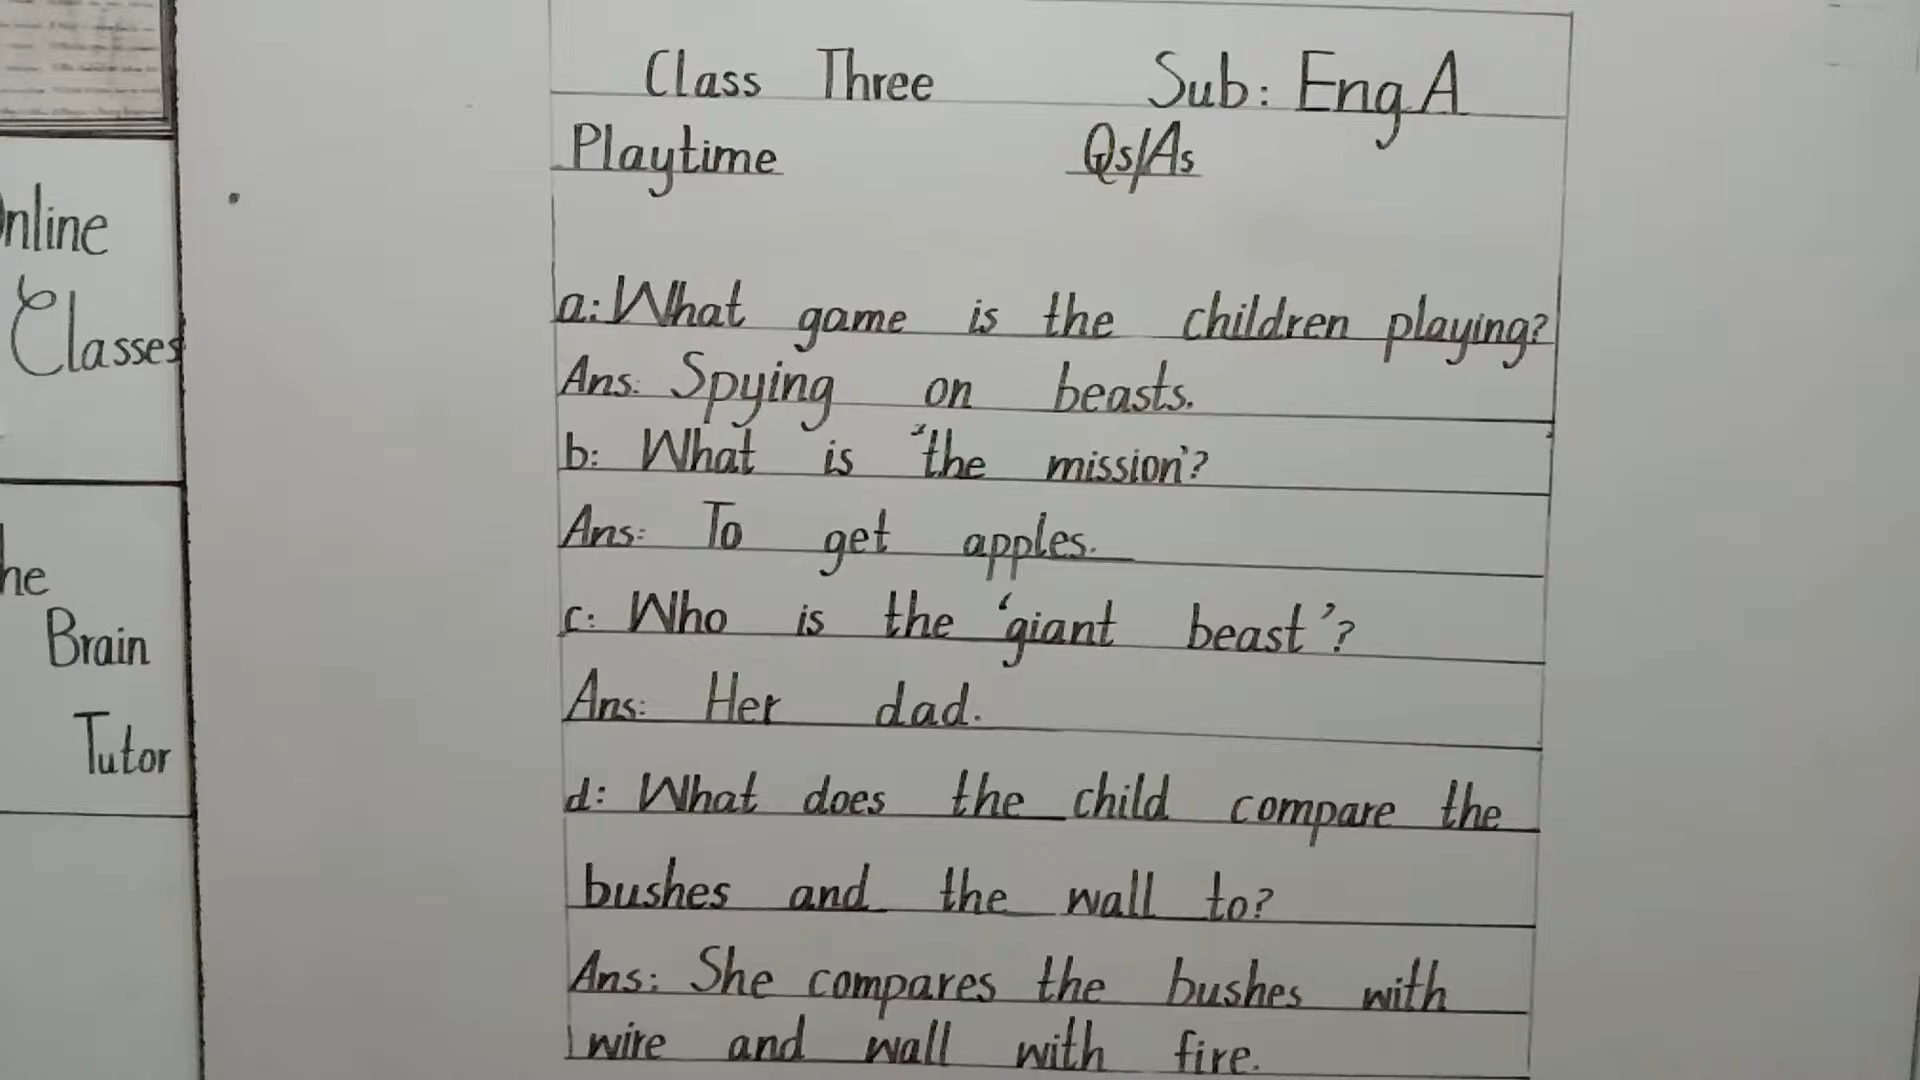 Class Three Sub: Eng A
Playtime Qs/As
a: What game is the children playing?
Ans: Spying on beasts.
b: What is 'the mission'?
Ans: To get apples.
c: Who is the 'giant beast'?
Ans: Her dad.
d: What does the child compare the
bushes and the wall to?
Ans: She compares the bushes with
wire and wall with fire.
nline
Classes
he
Brain
Tutor